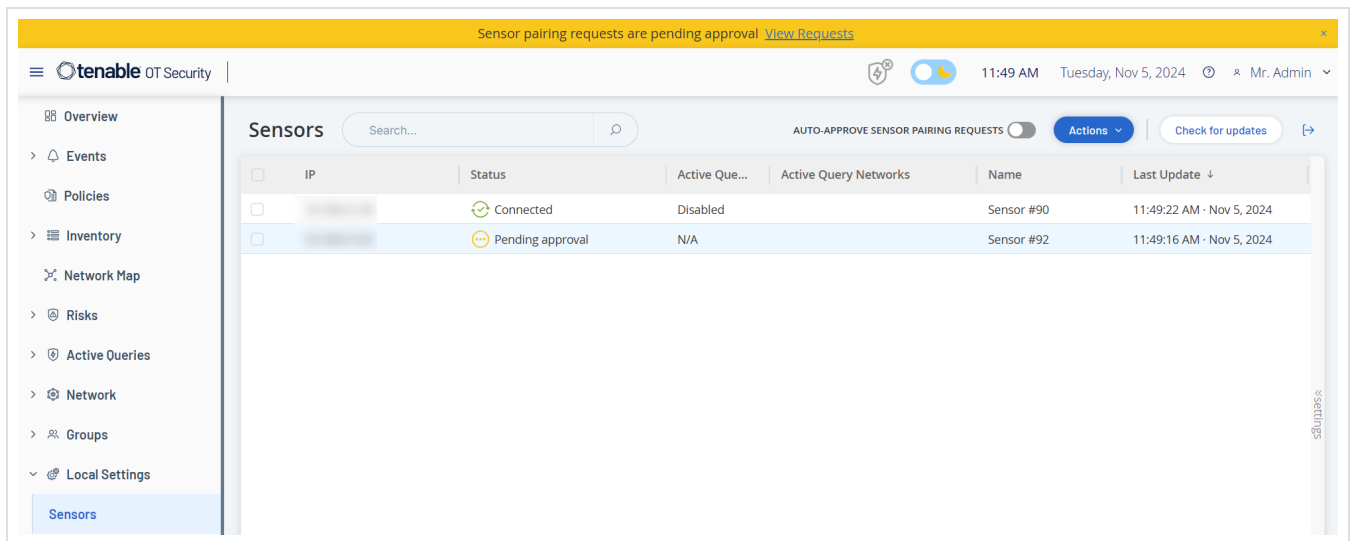 Sensor pairing requests are pending approval View Requests ×
tenable OT Security 11:49 AM Tuesday, Nov 5, 2024 Mr. Admin
Overview
Events
Policies
Inventory
Network Map
Risks
Active Queries
Network
Groups
Local Settings
Sensors
Sensors Search... AUTO-APPROVE SENSOR PAIRING REQUESTS Actions Check for updates
IP Status Active Que... Active Query Networks Name Last Update ↓
Connected Disabled Sensor #90 11:49:22 AM · Nov 5, 2024
Pending approval N/A Sensor #92 11:49:16 AM · Nov 5, 2024
settings